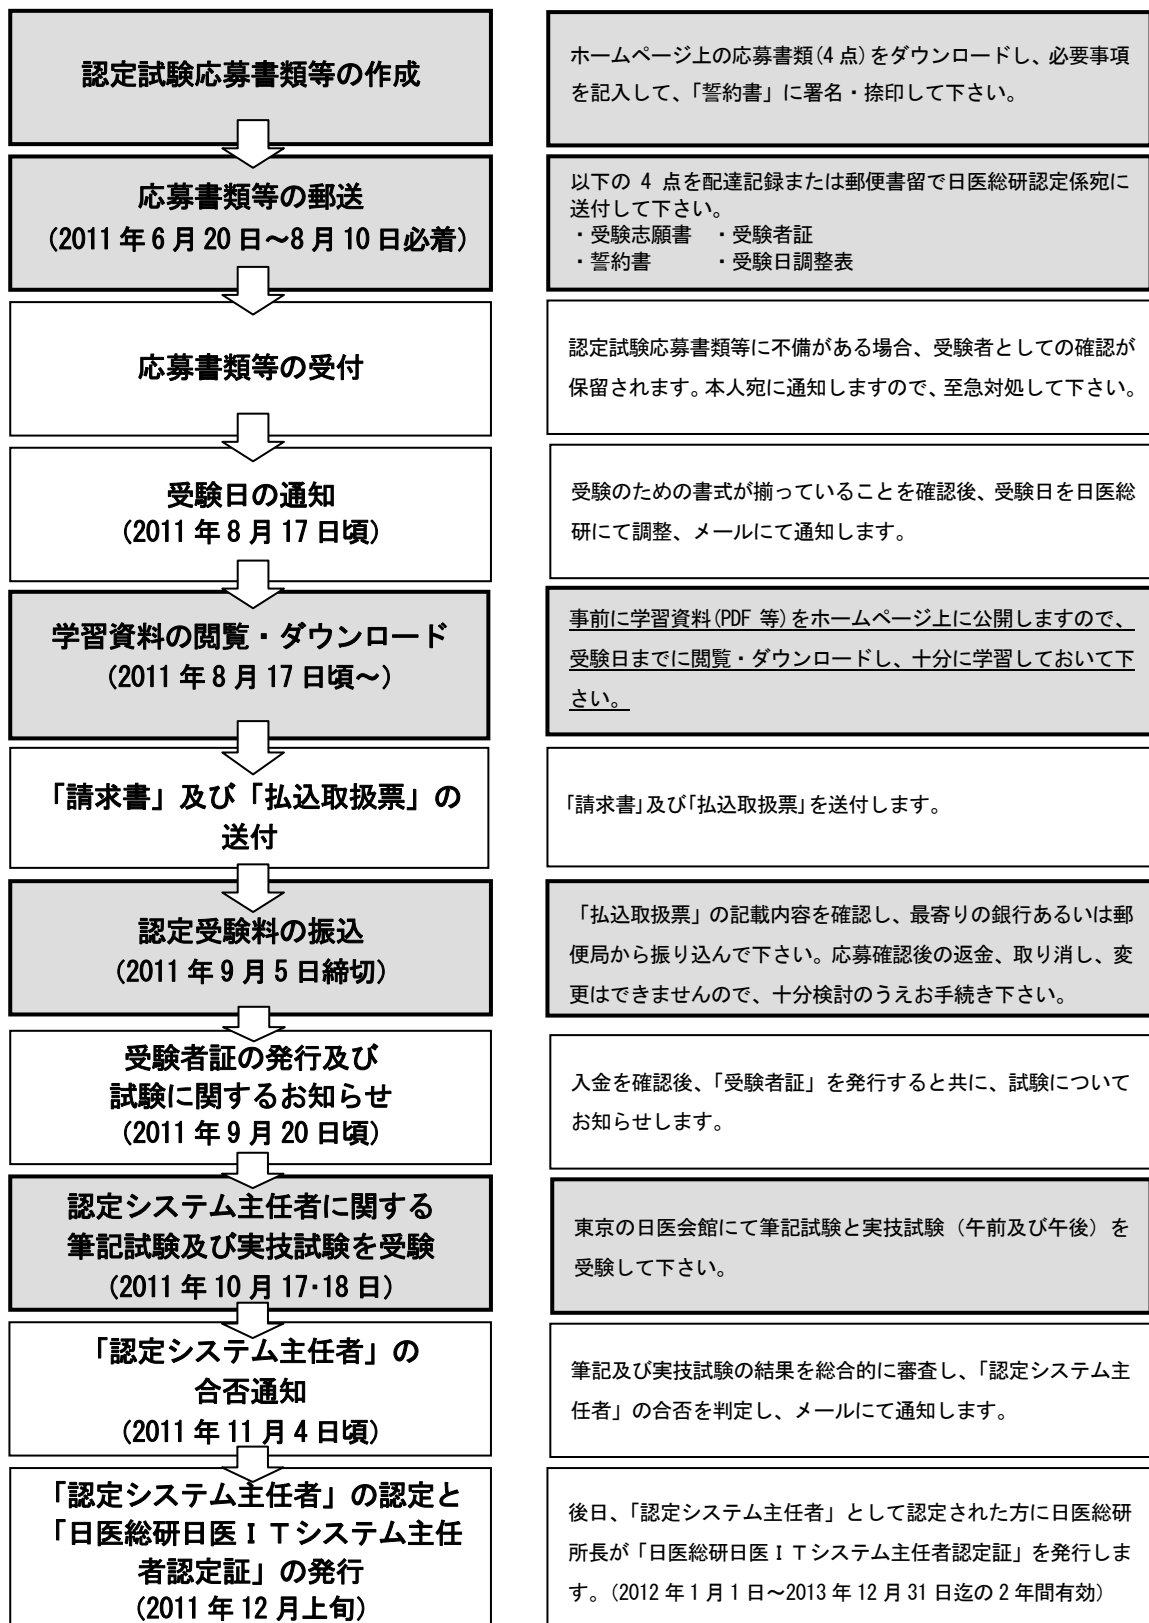 認定試験応募書類等の作成
ホームページ上の応募書類(4点)をダウンロードし、必要事項
を記入して、「誓約書」に署名・捺印して下さい。
応募書類等の郵送
(2011年6月20日～8月10日必着)
以下の 4 点を配達記録または郵便書留で日医総研認定係宛に
送付して下さい。
・受験志願書 ・受験者証
・誓約書 ・受験日調整表
応募書類等の受付
認定試験応募書類等に不備がある場合、受験者としての確認が
保留されます。本人宛に通知しますので、至急対処して下さい。
受験日の通知
(2011年8月17日頃)
受験のための書式が揃っていることを確認後、受験日を日医総
研にて調整、メールにて通知します。
学習資料の閲覧・ダウンロード
(2011年8月17日頃～)
事前に学習資料(PDF 等)をホームページ上に公開しますので、
受験日までに閲覧・ダウンロードし、十分に学習しておいて下
さい。
「請求書」及び「払込取扱票」の
送付
「請求書」及び「払込取扱票」を送付します。
認定受験料の振込
(2011年9月5日締切)
「払込取扱票」の記載内容を確認し、最寄りの銀行あるいは郵
便局から振り込んで下さい。応募確認後の返金、取り消し、変
更はできませんので、十分検討のうえお手続き下さい。
受験者証の発行及び
試験に関するお知らせ
(2011年9月20日頃)
入金を確認後、「受験者証」を発行すると共に、試験について
お知らせします。
認定システム主任者に関する
筆記試験及び実技試験を受験
(2011年10月17･18日)
東京の日医会館にて筆記試験と実技試験（午前及び午後）を
受験して下さい。
「認定システム主任者」の
合否通知
(2011年11月4日頃)
筆記及び実技試験の結果を総合的に審査し、「認定システム主
任者」の合否を判定し、メールにて通知します。
「認定システム主任者」の認定と
「日医総研日医ＩＴシステム主任
者認定証」の発行
(2011年12月上旬)
後日、「認定システム主任者」として認定された方に日医総研
所長が「日医総研日医ＩＴシステム主任者認定証」を発行しま
す。(2012年1月1日～2013年12月31日迄の2年間有効)